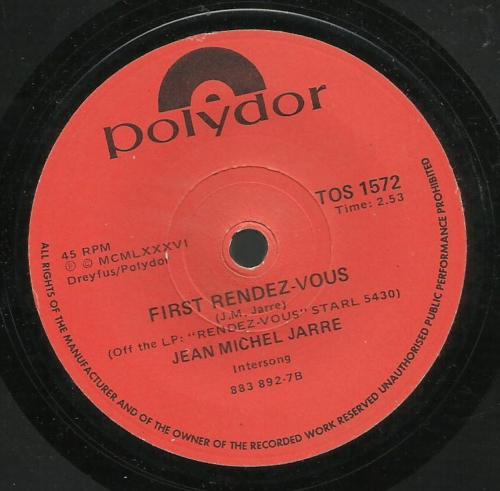 polydor
TOS 1572
Time: 2.53
45 RPM
Ⓟ © MCMLXXXVI
Dreyfus/Polydor
FIRST RENDEZ-VOUS
(J.M. Jarre)
(Off the LP: "RENDEZ-VOUS" STARL 5430)
JEAN MICHEL JARRE
Intersong
883 892-7B
ALL RIGHTS OF THE MANUFACTURER AND OF THE OWNER OF THE RECORDED WORK RESERVED UNAUTHORISED PUBLIC PERFORMANCE PROHIBITED